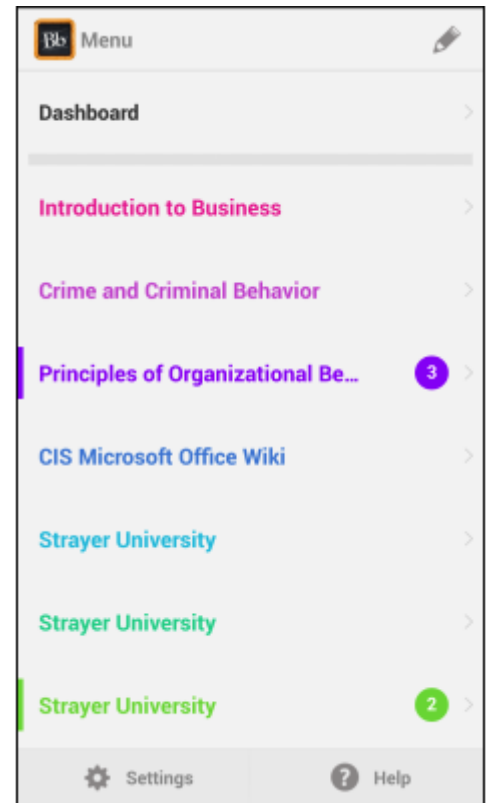 Bb Menu
Dashboard
Introduction to Business
Crime and Criminal Behavior
Principles of Organizational Be... 3
CIS Microsoft Office Wiki
Strayer University
Strayer University
Strayer University 2
Settings ? Help